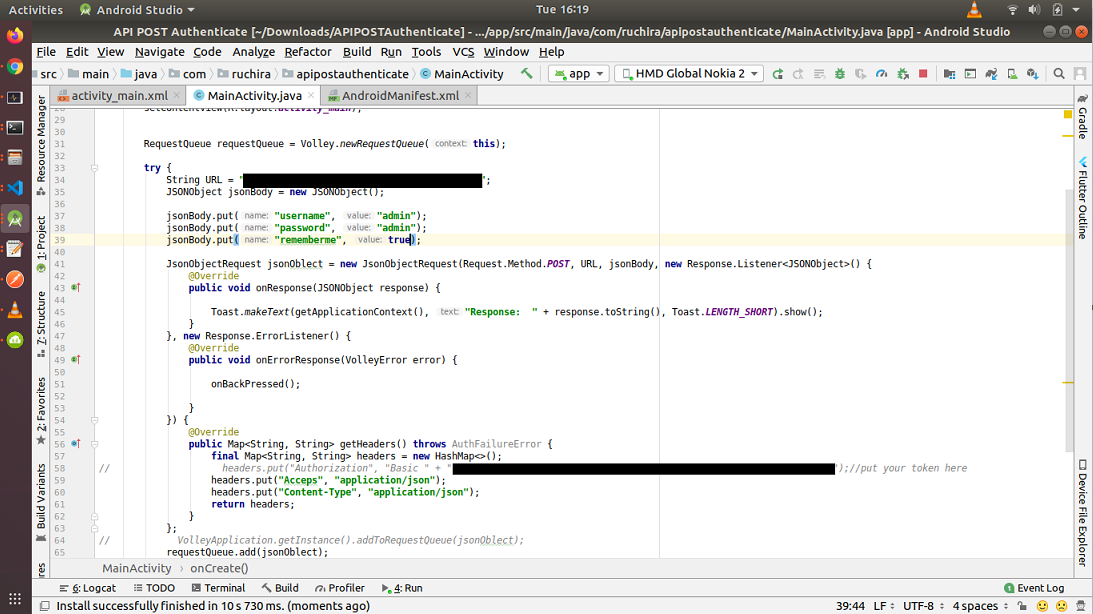 Activities Android Studio Tue 16:19
API POST Authenticate [~/Downloads/APIPOSTAuthenticate] - .../app/src/main/java/com/ruchira/apipostauthenticate/MainActivity.java [app] - Android Studio
File Edit View Navigate Code Analyze Refactor Build Run Tools VCS Window Help
src main java com ruchira apipostauthenticate MainActivity app HMD Global Nokia 2
activity_main.xml MainActivity.java AndroidManifest.xml
Resource Manager
1: Project
7: Structure
2: Favorites
Build Variants
Gradle
Flutter Outline
Device File Explorer
28 setContentView(R.layout.activity_main);
29
30
31 RequestQueue requestQueue = Volley.newRequestQueue( context: this);
32
33 try {
34 String URL = " ";
35 JSONObject jsonBody = new JSONObject();
36
37 jsonBody.put( name: "username", value: "admin");
38 jsonBody.put( name: "password", value: "admin");
39 jsonBody.put( name: "rememberme", value: true);
40
41 JsonObjectRequest jsonOblect = new JsonObjectRequest(Request.Method.POST, URL, jsonBody, new Response.Listener<JSONObject>() {
42 @Override
43 public void onResponse(JSONObject response) {
44
45 Toast.makeText(getApplicationContext(), text: "Response:  " + response.toString(), Toast.LENGTH_SHORT).show();
46 }
47 }, new Response.ErrorListener() {
48 @Override
49 public void onErrorResponse(VolleyError error) {
50
51 onBackPressed();
52
53 }
54 }) {
55 @Override
56 public Map<String, String> getHeaders() throws AuthFailureError {
57 final Map<String, String> headers = new HashMap<>();
58 // headers.put("Authorization", "Basic " + " ");//put your token here
59 headers.put("Acceps", "application/json");
60 headers.put("Content-Type", "application/json");
61 return headers;
62 }
63 };
64 // VolleyApplication.getInstance().addToRequestQueue(jsonOblect);
65 requestQueue.add(jsonOblect);
MainActivity onCreate()
6: Logcat TODO Terminal Build Profiler 4: Run 1 Event Log
Install successfully finished in 10 s 730 ms. (moments ago) 39:44 LF UTF-8 4 spaces